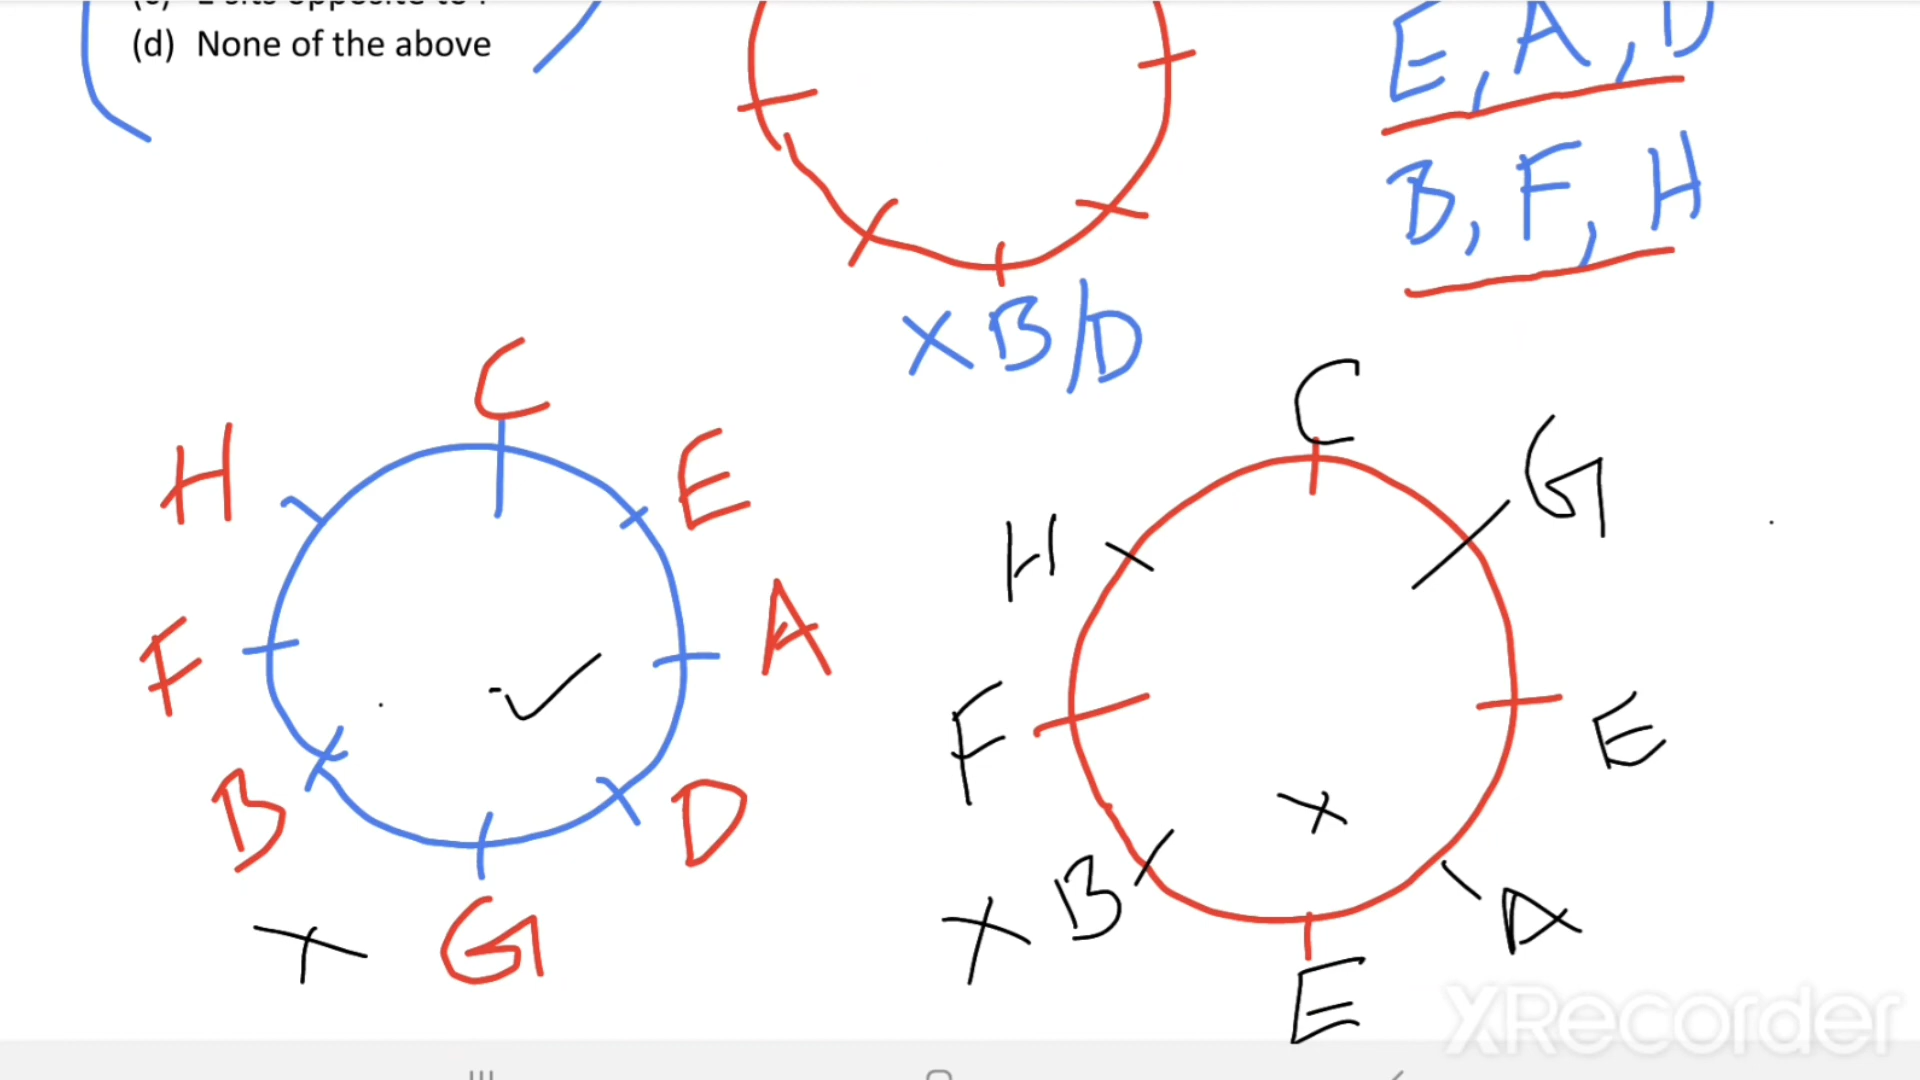 (d) None of the above
E, A, D
B, F, H
X B/D
C
H
E
F
A
B
D
X
G
C
G
H
F
E
X
X B
A
E
XRecorder